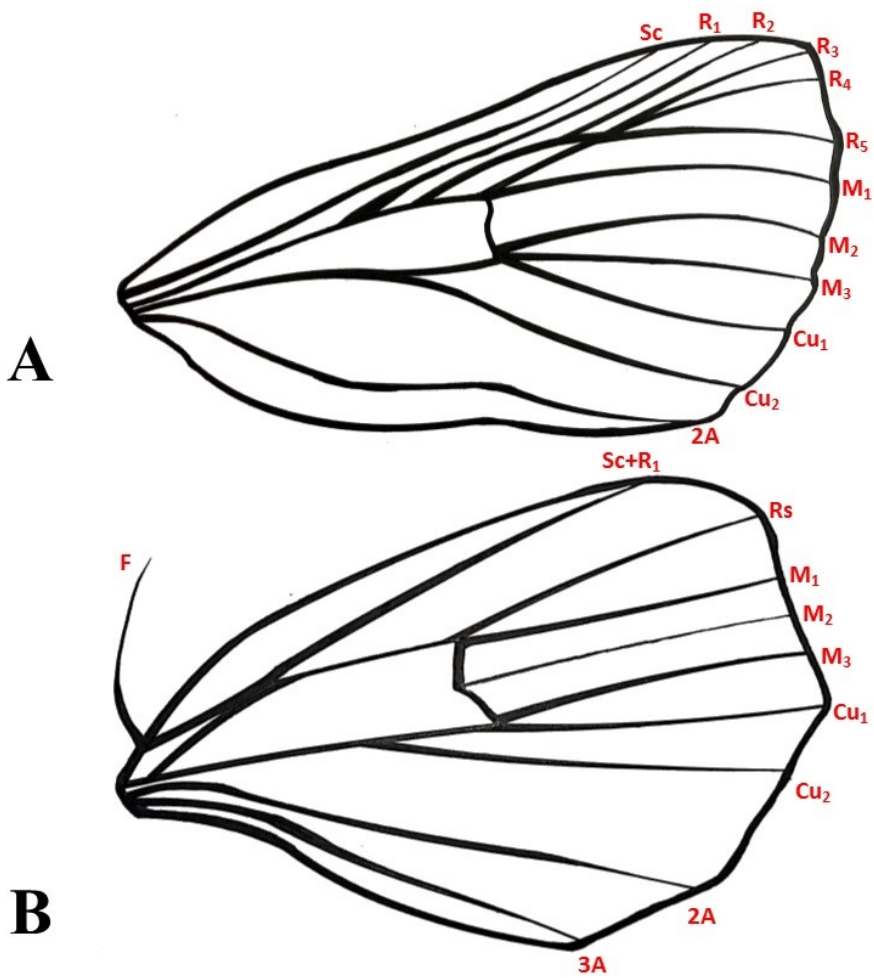 Sc R₁ R₂
R₃
R₄
R₅
M₁
M₂
M₃
Cu₁
A
Cu₂
2A
Sc+R₁
Rs
F
M₁
M₂
M₃
Cu₁
Cu₂
B
2A
3A